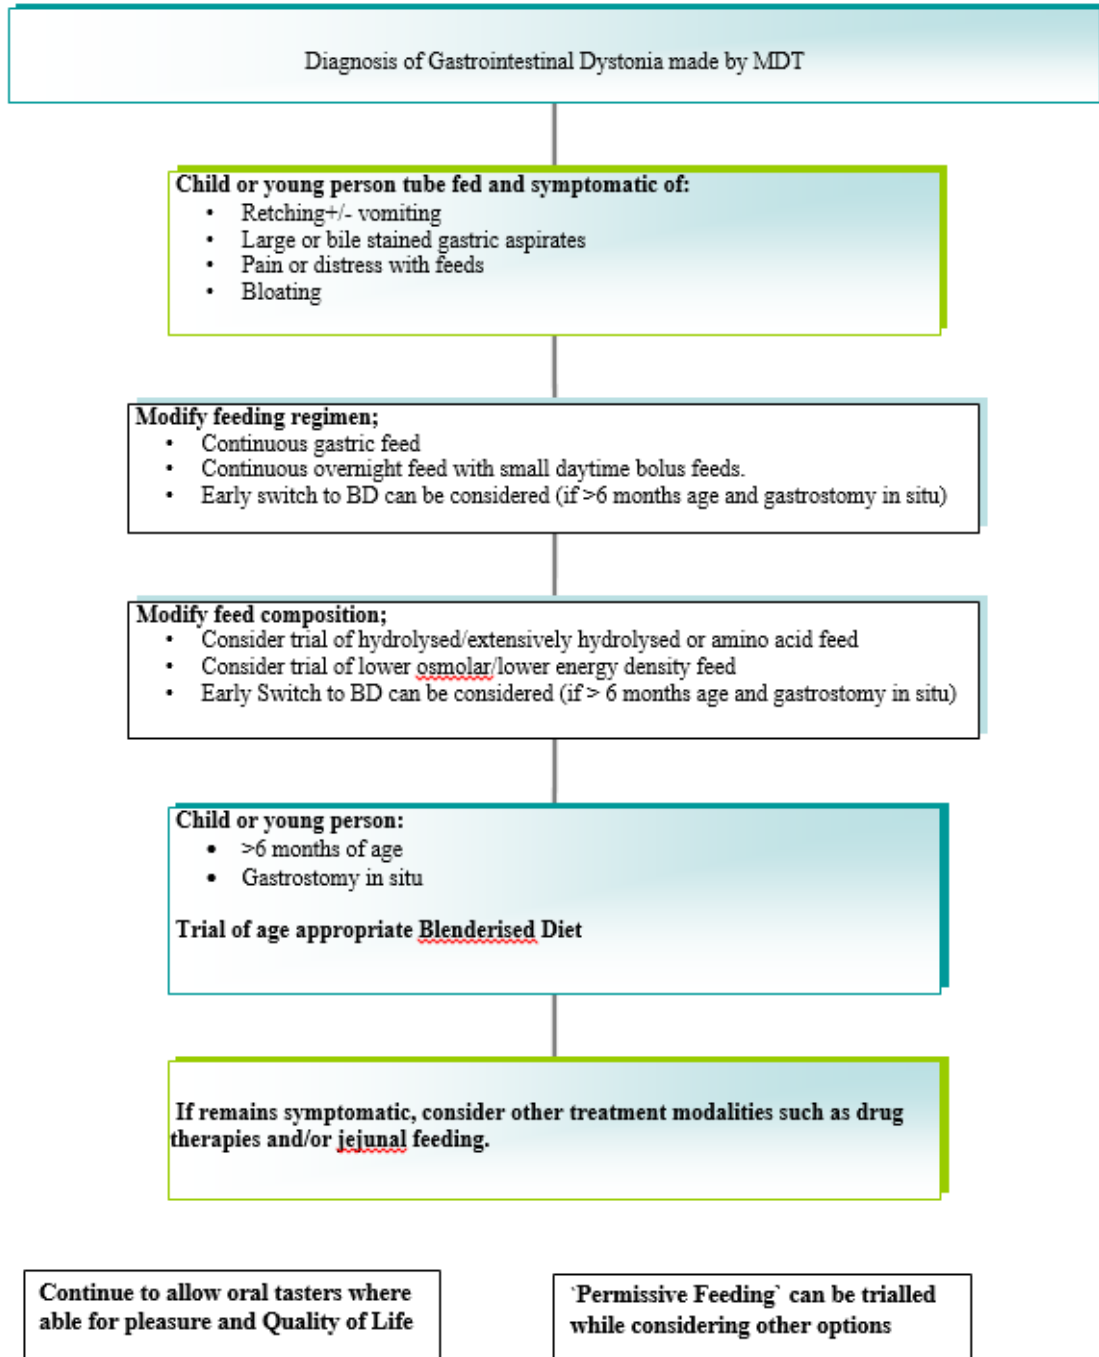 Diagnosis of Gastrointestinal Dystonia made by MDT
Child or young person tube fed and symptomatic of:
• Retching+/- vomiting
• Large or bile stained gastric aspirates
• Pain or distress with feeds
• Bloating
Modify feeding regimen;
• Continuous gastric feed
• Continuous overnight feed with small daytime bolus feeds.
• Early switch to BD can be considered (if >6 months age and gastrostomy in situ)
Modify feed composition;
• Consider trial of hydrolysed/extensively hydrolysed or amino acid feed
• Consider trial of lower osmolar/lower energy density feed
• Early Switch to BD can be considered (if > 6 months age and gastrostomy in situ)
Child or young person:
• >6 months of age
• Gastrostomy in situ
Trial of age appropriate Blenderised Diet
If remains symptomatic, consider other treatment modalities such as drug
therapies and/or jejunal feeding.
Continue to allow oral tasters where
able for pleasure and Quality of Life
`Permissive Feeding` can be trialled
while considering other options